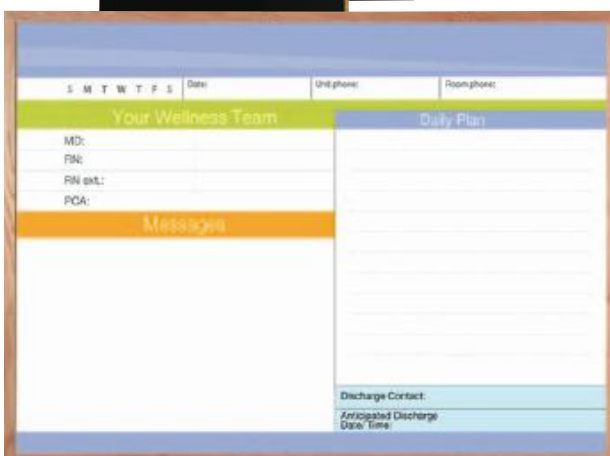 S M T W T F S Date: Unit phone: Room phone:
Your Wellness Team
MD:
RN:
RN ext.:
PCA:
Messages
Daily Plan
Discharge Contact:
Anticipated Discharge
Date/Time: